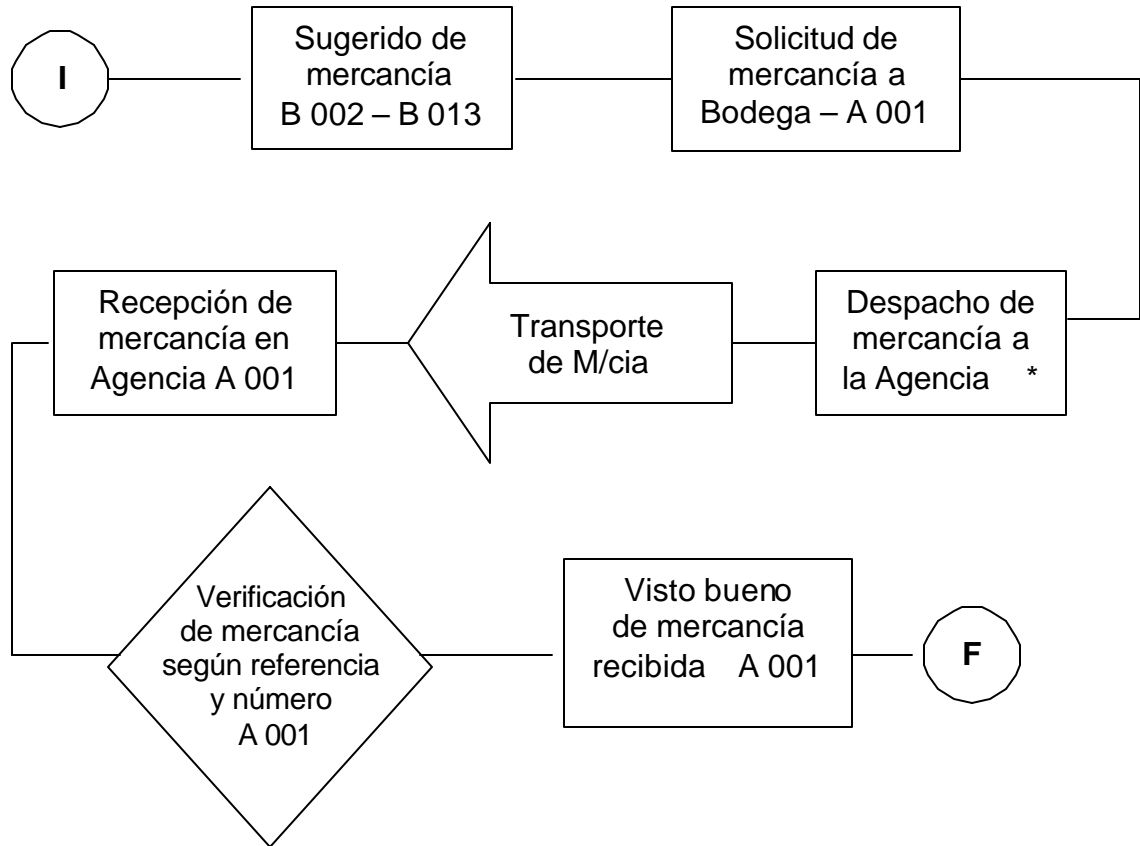 I
Sugerido de
mercancía
B 002 – B 013
Solicitud de
mercancía a
Bodega – A 001
Despacho de
mercancía a
la Agencia *
Transporte
de M/cia
Recepción de
mercancía en
Agencia A 001
Verificación
de mercancía
según referencia
y número
A 001
Visto bueno
de mercancía
recibida A 001
F